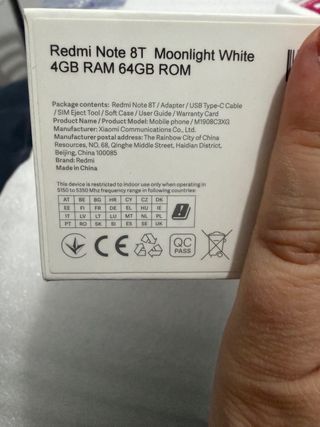 Redmi Note 8T Moonlight White
4GB RAM 64GB ROM
Package contents: Redmi Note 8T / Adapter / USB Type-C Cable
/ SIM Eject Tool / Soft Case / User Guide / Warranty Card
Product Name / Product Model: Mobile phone / M1908C3XG
Manufacturer: Xiaomi Communications Co., Ltd.
Manufacturer Address: The Rainbow City of China
Resources, NO. 68, Qinghe Middle Street, Haidian District,
Beijing, China 100085
Brand: Redmi
Made in China
This device is restricted to indoor use only when operating in
5150 to 5350 Mhz frequency range in following countries:
AT BE BG HR CY CZ DK
EE FI FR DE EL HU IE
IT LV LT LU MT NL PL
PT RO SK SI ES SE UK
CE
QC
PASS